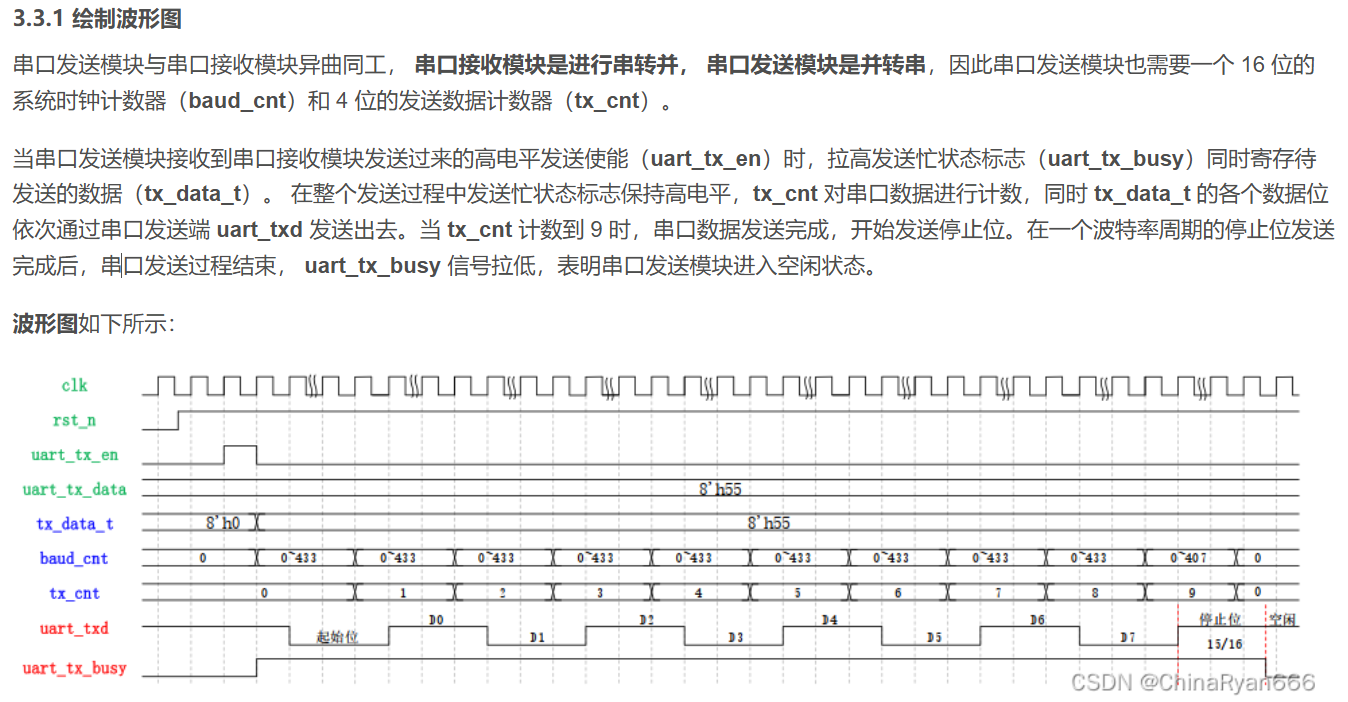 3.3.1 绘制波形图
串口发送模块与串口接收模块异曲同工， 串口接收模块是进行串转并， 串口发送模块是并转串，因此串口发送模块也需要一个 16 位的
系统时钟计数器（baud_cnt）和 4 位的发送数据计数器（tx_cnt）。
当串口发送模块接收到串口接收模块发送过来的高电平发送使能（uart_tx_en）时，拉高发送忙状态标志（uart_tx_busy）同时寄存待
发送的数据（tx_data_t）。 在整个发送过程中发送忙状态标志保持高电平，tx_cnt 对串口数据进行计数，同时 tx_data_t 的各个数据位
依次通过串口发送端 uart_txd 发送出去。当 tx_cnt 计数到 9 时，串口数据发送完成，开始发送停止位。在一个波特率周期的停止位发送
完成后，串口发送过程结束， uart_tx_busy 信号拉低，表明串口发送模块进入空闲状态。
波形图如下所示：
clk
rst_n
uart_tx_en
uart_tx_data 8'h55
tx_data_t 8'h0 8'h55
baud_cnt 0 0~433 0~433 0~433 0~433 0~433 0~433 0~433 0~433 0~433 0~407 0
tx_cnt 0 1 2 3 4 5 6 7 8 9 0
uart_txd 起始位 D0 D1 D2 D3 D4 D5 D6 D7 停止位 15/16 空闲
uart_tx_busy
CSDN @ChinaRyan666